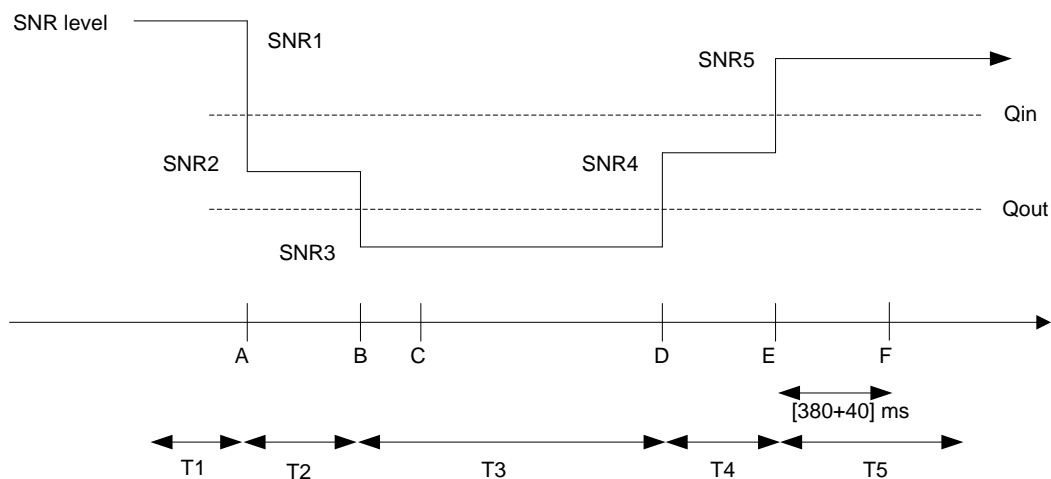 SNR level
SNR1
SNR5
Qin
SNR2
SNR4
Qout
SNR3
A B C D E F
[380+40] ms
T1 T2 T3 T4 T5